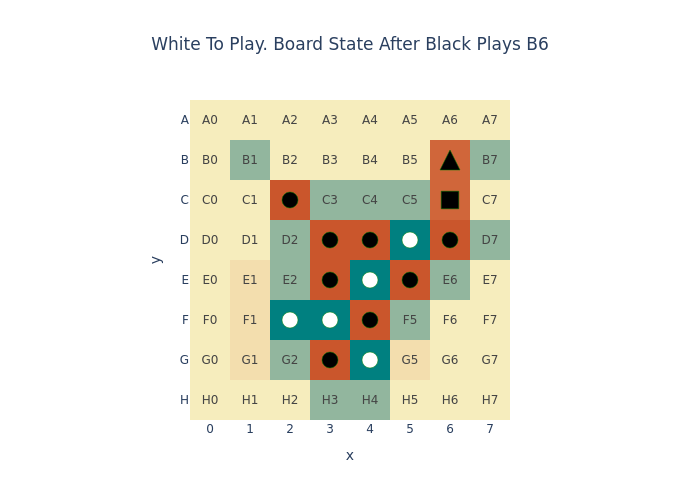 White To Play. Board State After Black Plays B6
A A0 A1 A2 A3 A4 A5 A6 A7
B B0 B1 B2 B3 B4 B5 B7
C C0 C1 C3 C4 C5 C7
D D0 D1 D2 D7
E E0 E1 E2 E6 E7
F F0 F1 F5 F6 F7
G G0 G1 G2 G5 G6 G7
H H0 H1 H2 H3 H4 H5 H6 H7
0 1 2 3 4 5 6 7
x
y